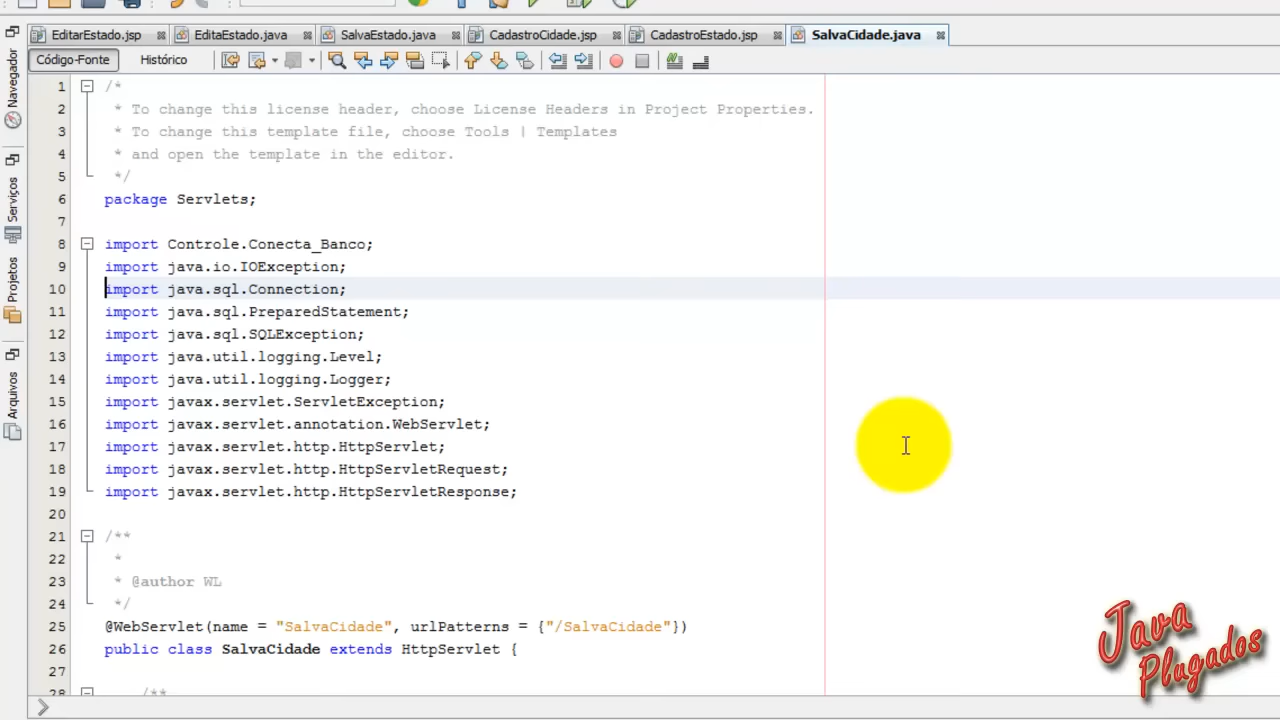 EditarEstado.jsp EditaEstado.java SalvaEstado.java CadastroCidade.jsp CadastroEstado.jsp SalvaCidade.java
Código-Fonte Histórico
Navegador
Serviços
Projetos
Arquivos
1 /*
2 * To change this license header, choose License Headers in Project Properties.
3 * To change this template file, choose Tools | Templates
4 * and open the template in the editor.
5 */
6 package Servlets;
7
8 import Controle.Conecta_Banco;
9 import java.io.IOException;
10 import java.sql.Connection;
11 import java.sql.PreparedStatement;
12 import java.sql.SQLException;
13 import java.util.logging.Level;
14 import java.util.logging.Logger;
15 import javax.servlet.ServletException;
16 import javax.servlet.annotation.WebServlet;
17 import javax.servlet.http.HttpServlet;
18 import javax.servlet.http.HttpServletRequest;
19 import javax.servlet.http.HttpServletResponse;
20
21 /**
22 *
23 * @author WL
24 */
25 @WebServlet(name = "SalvaCidade", urlPatterns = {"/SalvaCidade"})
26 public class SalvaCidade extends HttpServlet {
27
28 /**
Java
Plugados